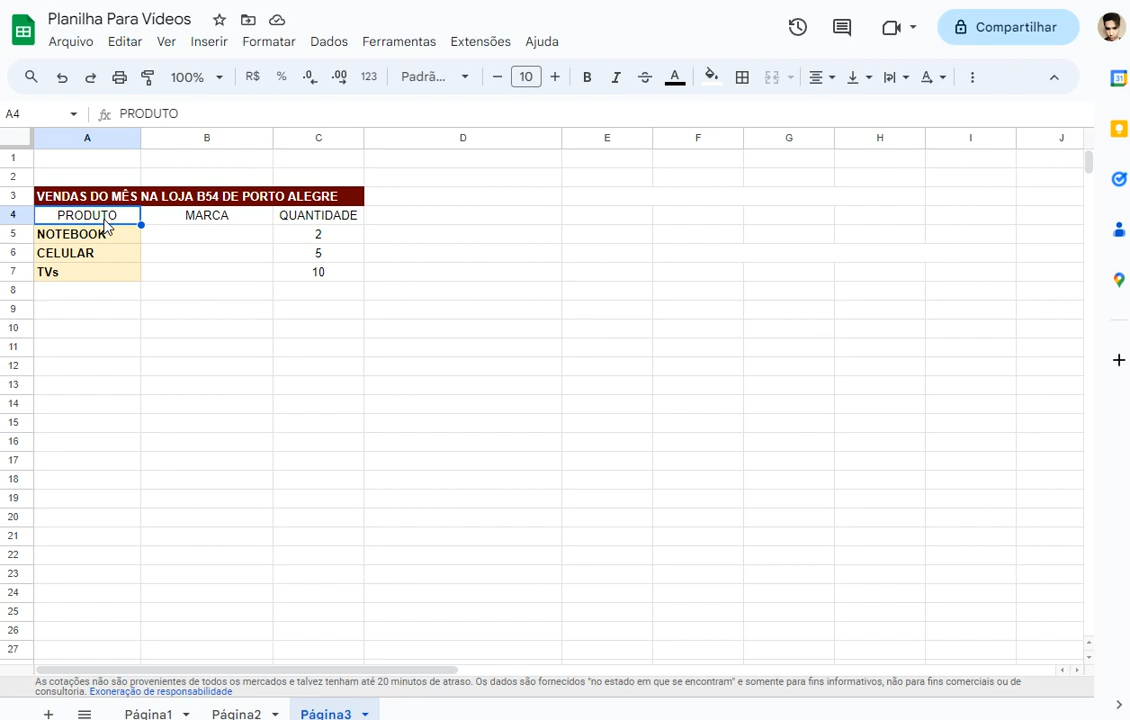 Planilha Para Vídeos
Arquivo Editar Ver Inserir Formatar Dados Ferramentas Extensões Ajuda
Compartilhar
100% R$ % .0 .00 123 Padrã... 10 B I A
A4 fx PRODUTO
A B C D E F G H I J
1
2
3 VENDAS DO MÊS NA LOJA B54 DE PORTO ALEGRE
4 PRODUTO MARCA QUANTIDADE
5 NOTEBOOK 2
6 CELULAR 5
7 TVs 10
8
9
10
11
12
13
14
15
16
17
18
19
20
21
22
23
24
25
26
27
As cotações não são provenientes de todos os mercados e talvez tenham até 20 minutos de atraso. Os dados são fornecidos "no estado em que se encontram" e somente para fins informativos, não para fins comerciais ou de
consultoria. Exoneração de responsabilidade
Página1 Página2 Página3
31